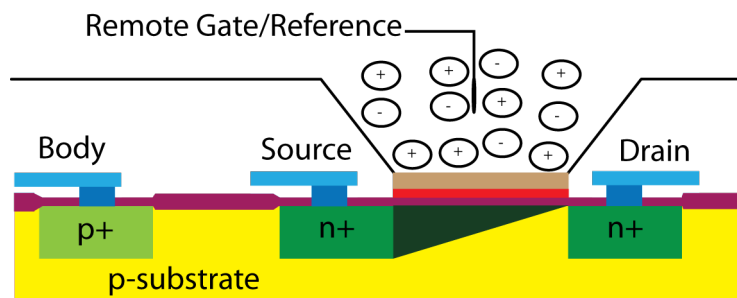 Remote Gate/Reference
+
+
-
+
-
-
+
-
-
+
+
+
Body
Source
Drain
p+
n+
n+
p-substrate